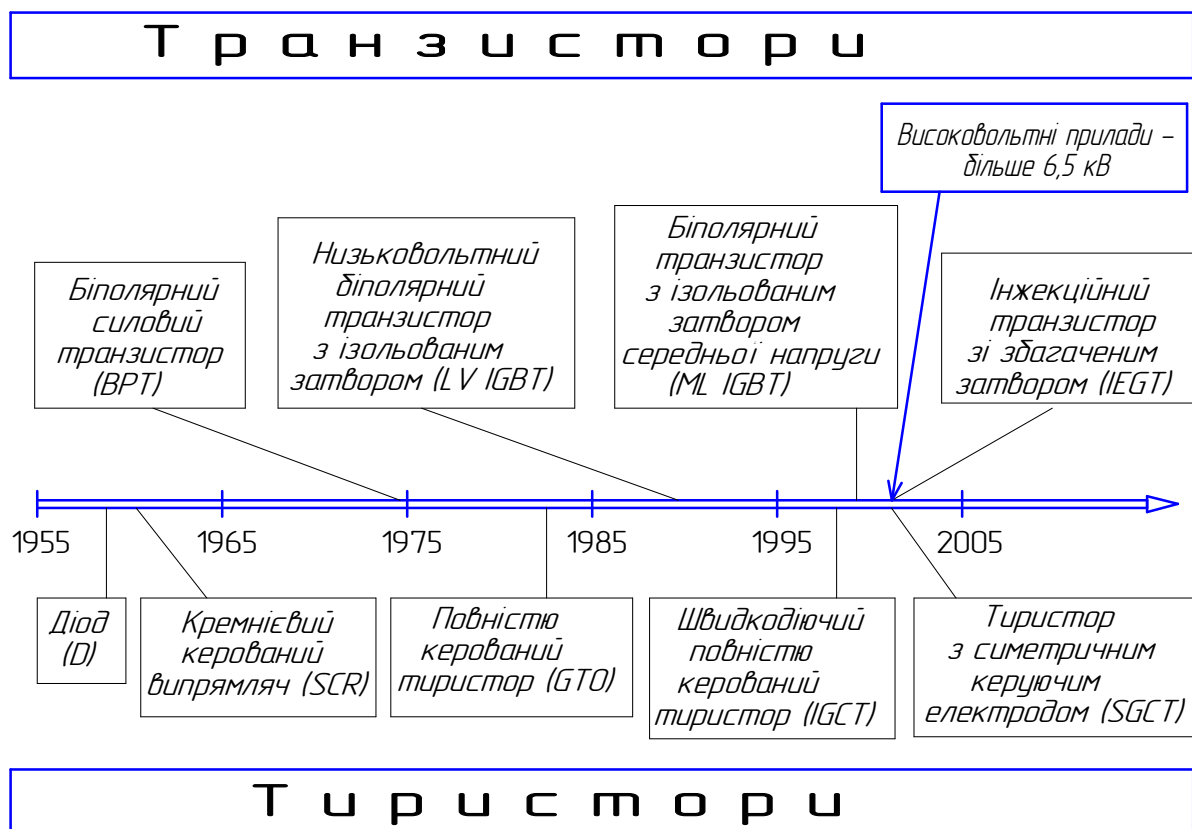 Транзистори
Високовольтні прилади –
більше 6,5 кВ
Біполярний
силовий
транзистор
(BPT)
Низьковольтний
біполярний
транзистор
з ізольованим
затвором (LV IGBT)
Біполярний
транзистор
з ізольованим
затвором
середньої напруги
(ML IGBT)
Інжекційний
транзистор
зі збагаченим
затвором (IEGT)
1955 1965 1975 1985 1995 2005
Діод
(D)
Кремнієвий
керований
випрямляч (SCR)
Повністю
керований
тиристор (GTO)
Швидкодіючий
повністю
керований
тиристор (IGCT)
Тиристор
з симетричним
керуючим
електродом (SGCT)
Тиристори